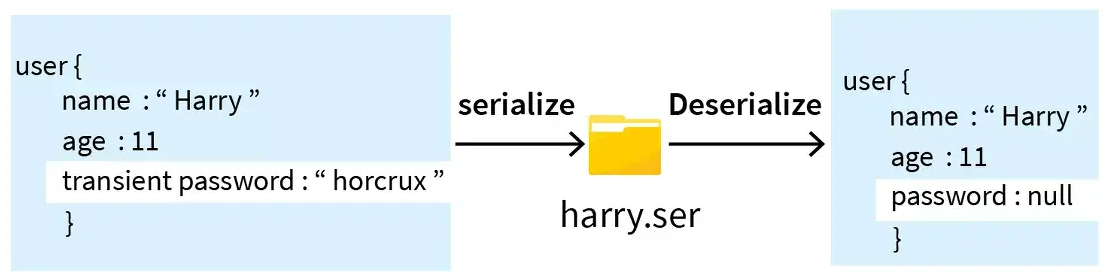 user {
name : “ Harry ”
age : 11
transient password : “ horcrux ”
}
serialize
harry.ser
Deserialize
user {
name : “ Harry ”
age : 11
password : null
}